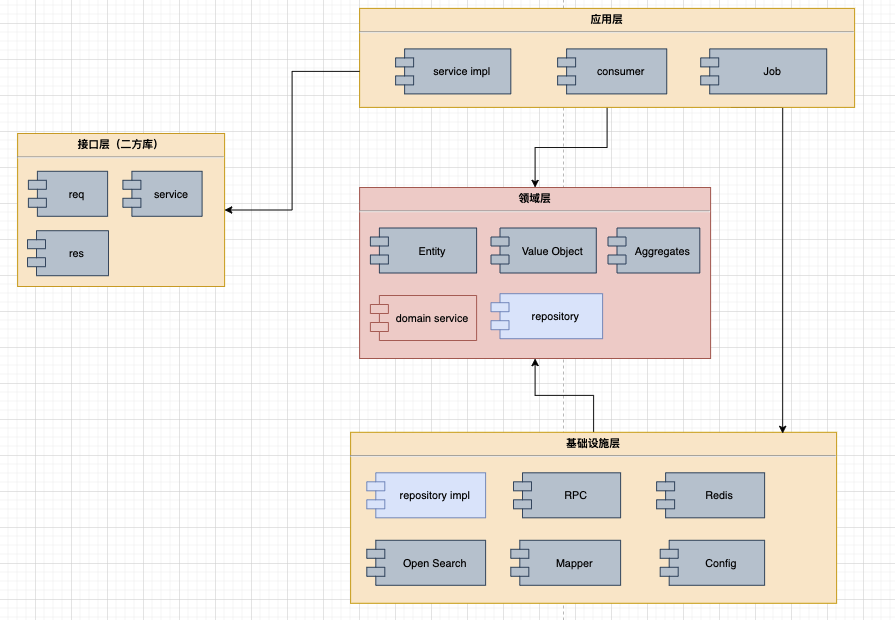 应用层
service impl
consumer
Job
接口层（二方库）
req
service
res
领域层
Entity
Value Object
Aggregates
domain service
repository
基础设施层
repository impl
RPC
Redis
Open Search
Mapper
Config